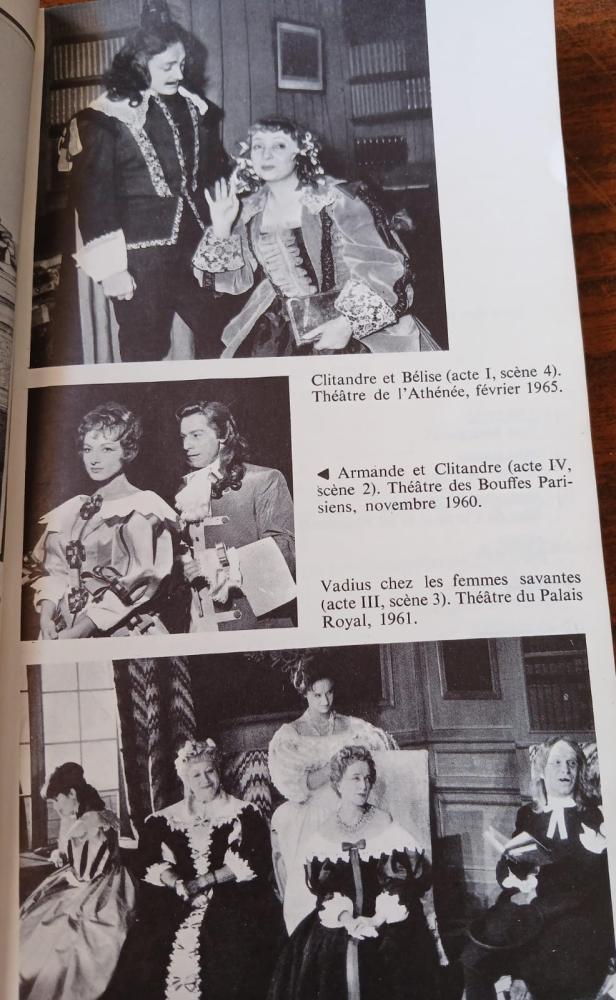 Clitandre et Bélise (acte I, scène 4).
Théâtre de l'Athénée, février 1965.
◄ Armande et Clitandre (acte IV,
scène 2). Théâtre des Bouffes Pari-
siens, novembre 1960.
Vadius chez les femmes savantes
(acte III, scène 3). Théâtre du Palais
Royal, 1961.